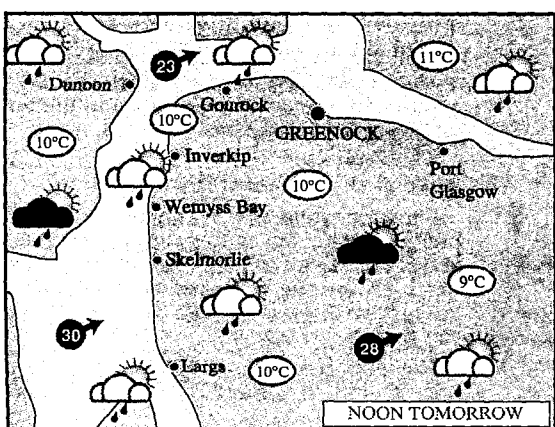 23
11°C
Dunoon
Gourock
10°C
GREENOCK
10°C
Inverkip
Port
Glasgow
10°C
Wemyss Bay
Skelmorlie
9°C
30
28
Largs
10°C
NOON TOMORROW